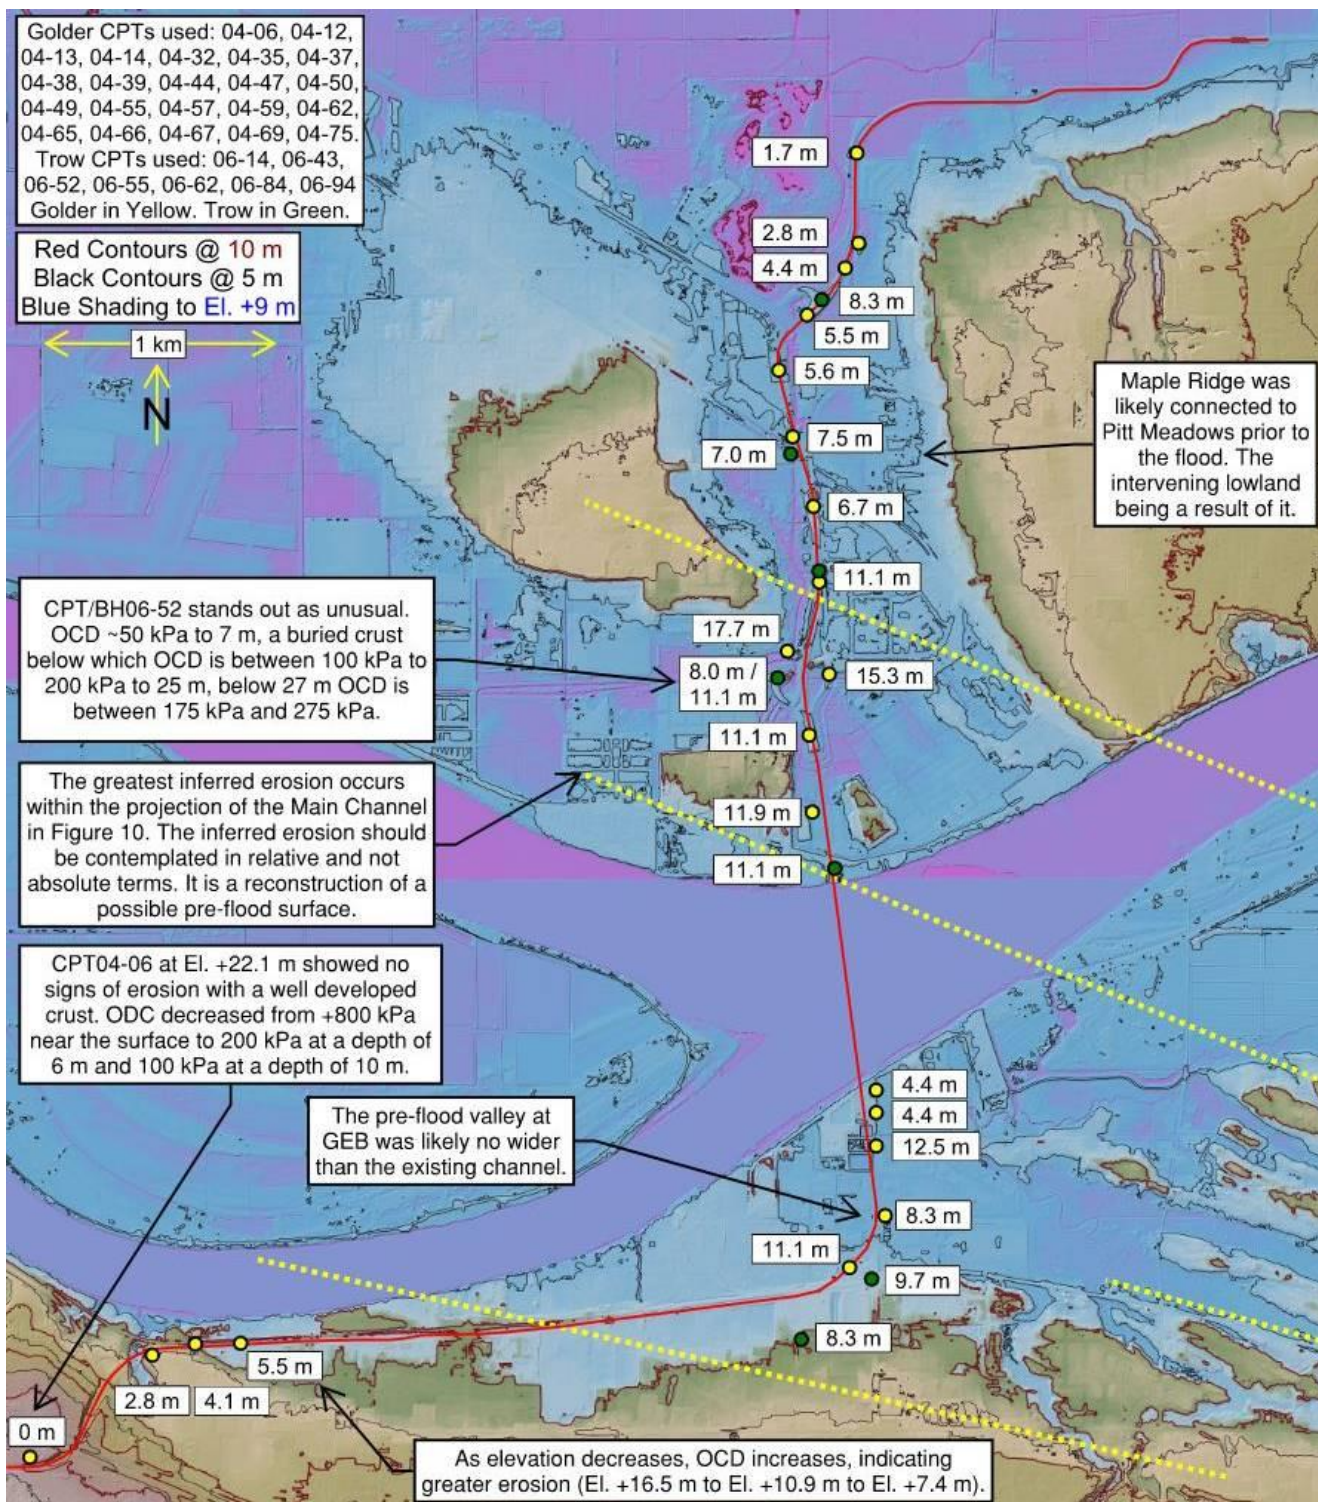 Golder CPTs used: 04-06, 04-12,
04-13, 04-14, 04-32, 04-35, 04-37,
04-38, 04-39, 04-44, 04-47, 04-50,
04-49, 04-55, 04-57, 04-59, 04-62,
04-65, 04-66, 04-67, 04-69, 04-75.
Trow CPTs used: 06-14, 06-43,
06-52, 06-55, 06-62, 06-84, 06-94
Golder in Yellow. Trow in Green.
Red Contours @ 10 m
Black Contours @ 5 m
Blue Shading to El. +9 m
1 km
N
1.7 m
2.8 m
4.4 m
8.3 m
5.5 m
5.6 m
Maple Ridge was
likely connected to
Pitt Meadows prior to
the flood. The
intervening lowland
being a result of it.
7.5 m
7.0 m
6.7 m
11.1 m
CPT/BH06-52 stands out as unusual.
OCD ~50 kPa to 7 m, a buried crust
below which OCD is between 100 kPa to
200 kPa to 25 m, below 27 m OCD is
between 175 kPa and 275 kPa.
17.7 m
8.0 m /
11.1 m
15.3 m
11.1 m
The greatest inferred erosion occurs
within the projection of the Main Channel
in Figure 10. The inferred erosion should
be contemplated in relative and not
absolute terms. It is a reconstruction of a
possible pre-flood surface.
11.9 m
11.1 m
CPT04-06 at El. +22.1 m showed no
signs of erosion with a well developed
crust. ODC decreased from +800 kPa
near the surface to 200 kPa at a depth of
6 m and 100 kPa at a depth of 10 m.
4.4 m
4.4 m
12.5 m
The pre-flood valley at
GEB was likely no wider
than the existing channel.
8.3 m
11.1 m
9.7 m
8.3 m
5.5 m
2.8 m
4.1 m
0 m
As elevation decreases, OCD increases, indicating
greater erosion (El. +16.5 m to El. +10.9 m to El. +7.4 m).